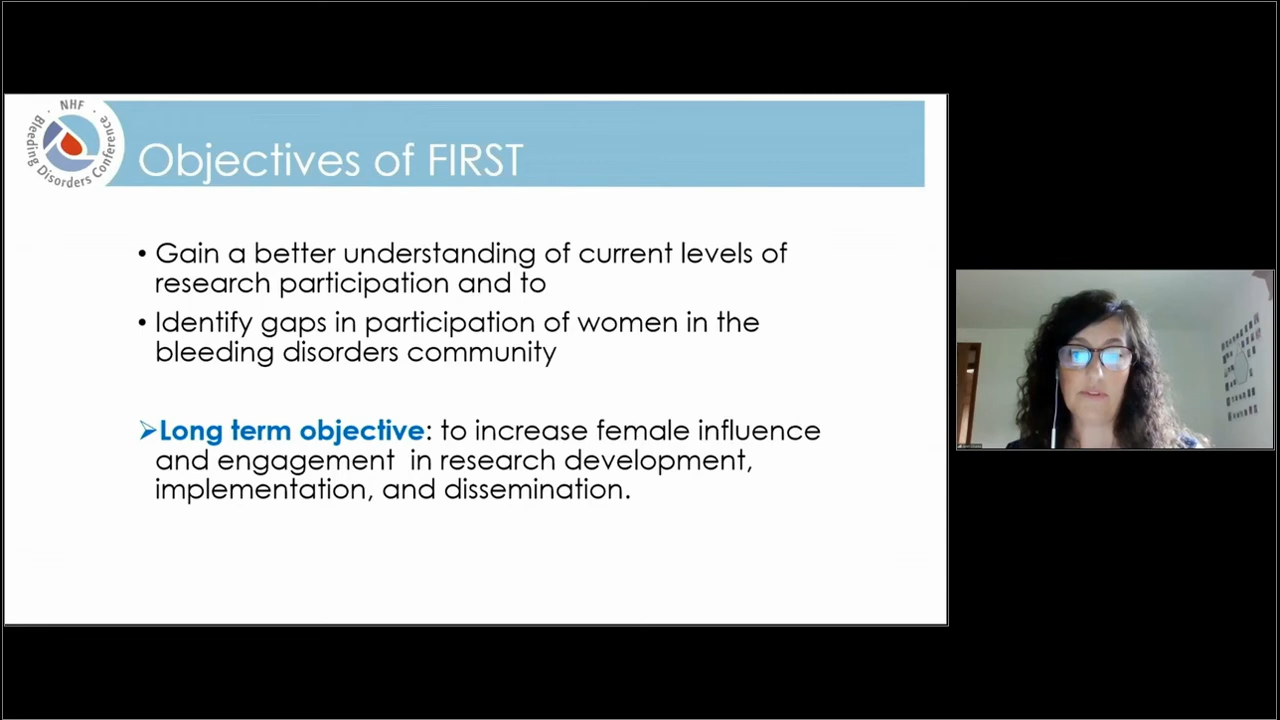 NHF
Bleeding Disorders Conference
Objectives of FIRST
• Gain a better understanding of current levels of
research participation and to
• Identify gaps in participation of women in the
bleeding disorders community
➢Long term objective: to increase female influence
and engagement in research development,
implementation, and dissemination.